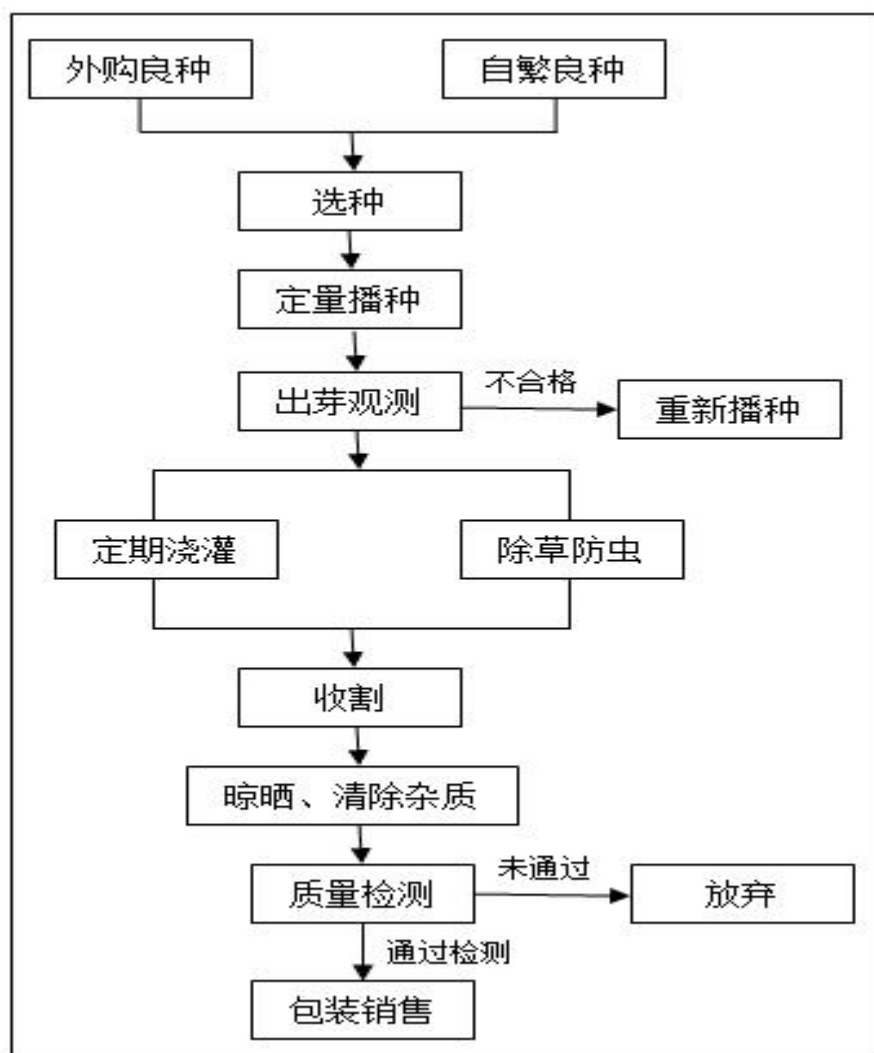 外购良种
自繁良种
选种
定量播种
出芽观测
不合格
重新播种
定期浇灌
除草防虫
收割
晾晒、清除杂质
质量检测
未通过
放弃
通过检测
包装销售